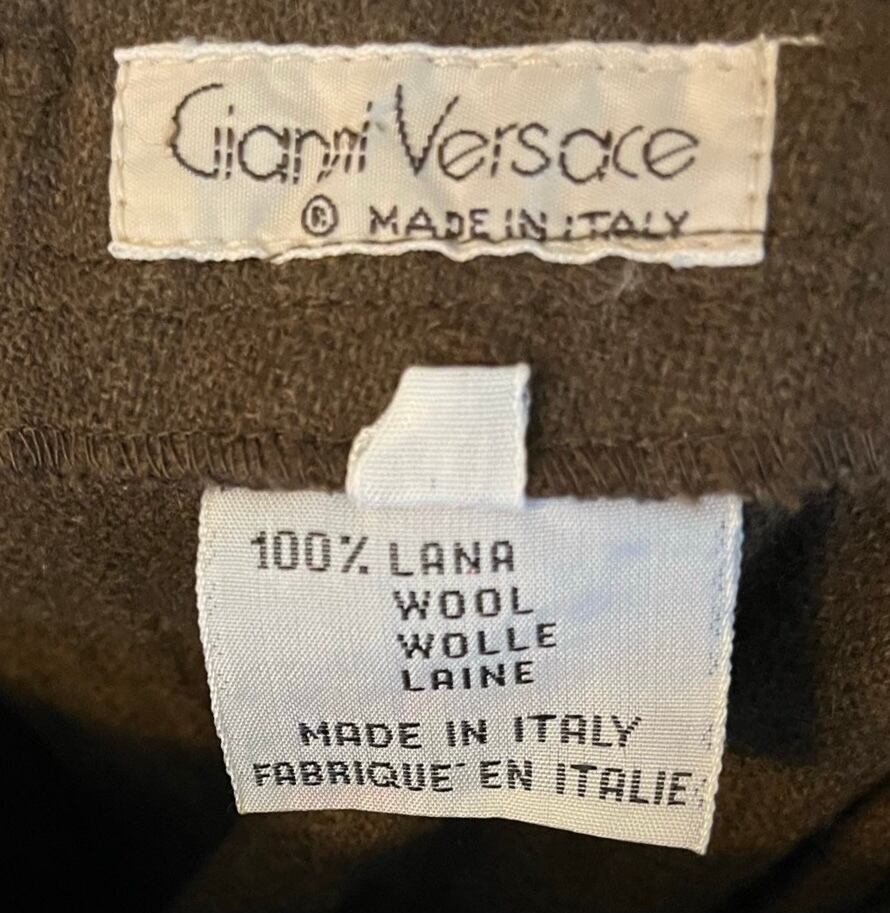 Gianni Versace
® MADE IN ITALY
100% LANA
WOOL
WOLLE
LAINE
MADE IN ITALY
FABRIQUE' EN ITALIE